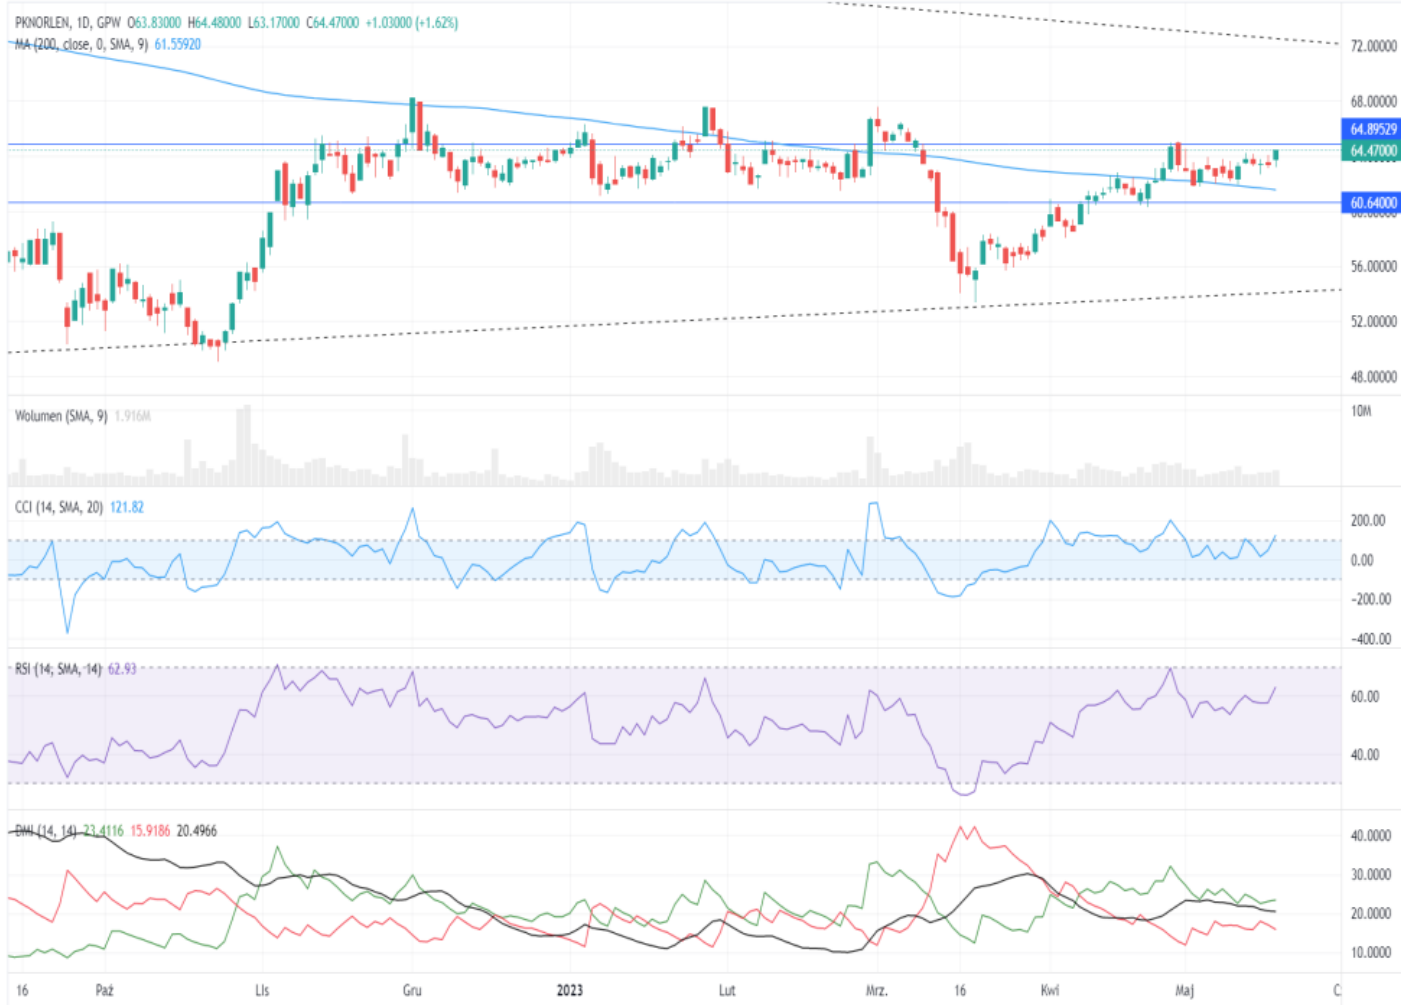 PKNORLEN, 1D, GPW O63.83000 H64.48000 L63.17000 C64.47000 +1.03000 (+1.62%)
MA (200, close, 0, SMA, 9) 61.55920
72.00000
68.00000
64.89529
64.47000
60.64000
56.00000
52.00000
48.00000
Wolumen (SMA, 9) 1.916M
10M
CCI (14, SMA, 20) 121.82
200.00
0.00
-200.00
-400.00
RSI (14, SMA, 14) 62.93
60.00
40.00
DMI (14, 14) 23.4116 15.9186 20.4966
40.0000
30.0000
20.0000
10.0000
16 Paź Lis Gru 2023 Lut Mrz. 16 Kwi Maj